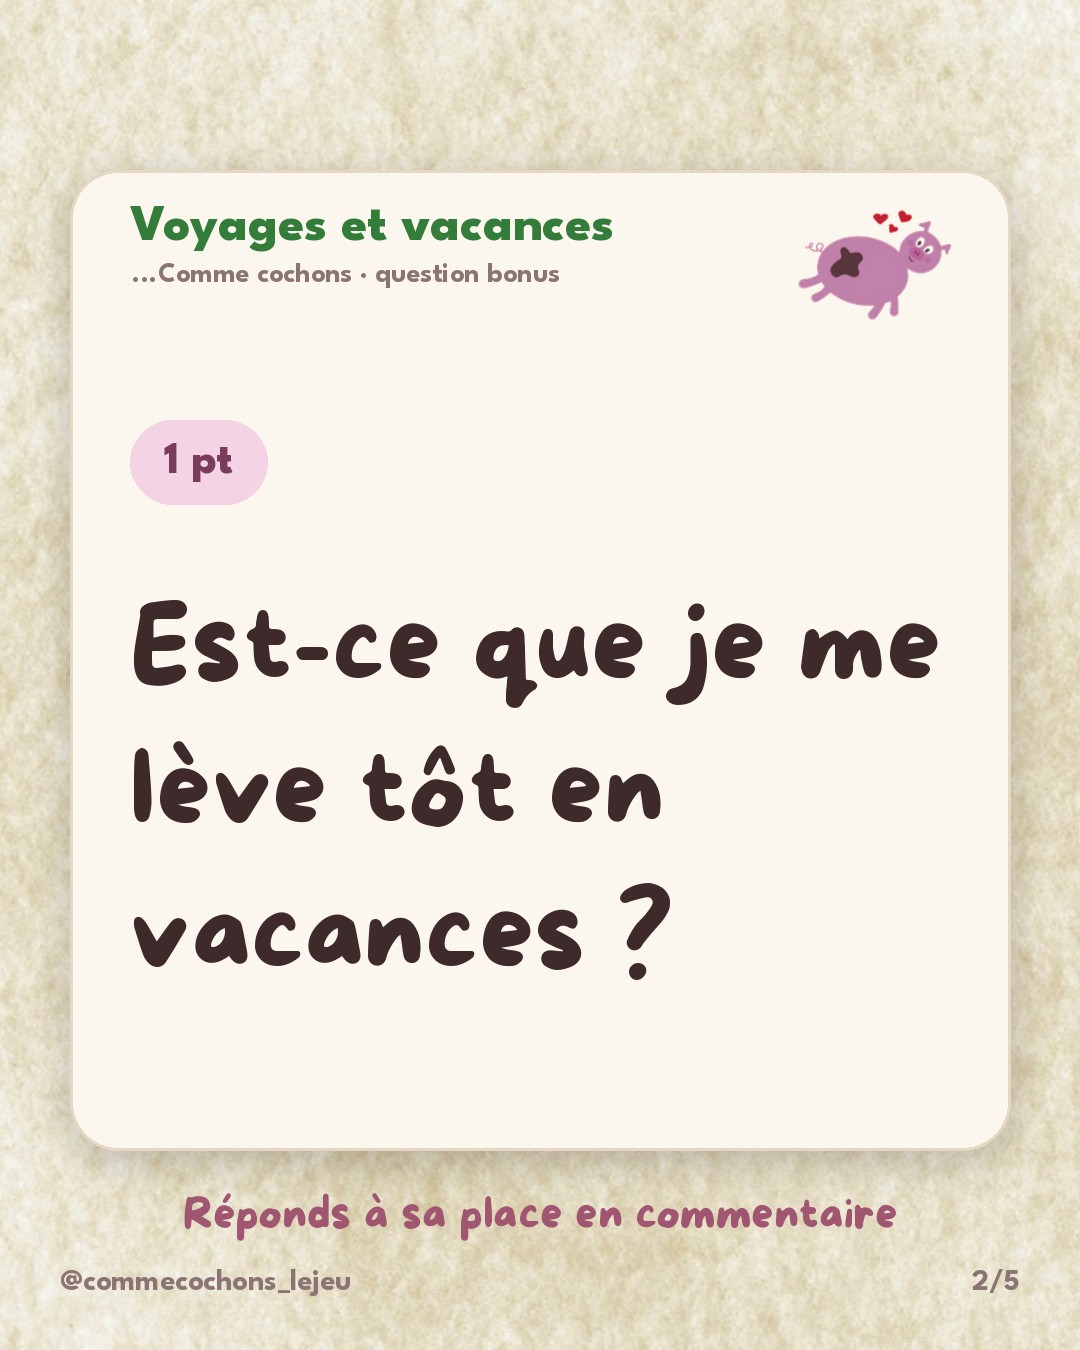 Voyages et vacances
...Comme cochons · question bonus
1 pt
Est-ce que je me
lève tôt en
vacances ?
Réponds à sa place en commentaire
@commecochons_lejeu
2/5